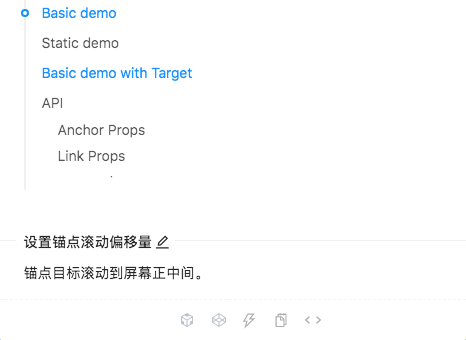 Basic demo
Static demo
Basic demo with Target
API
Anchor Props
Link Props
设置锚点滚动偏移量
锚点目标滚动到屏幕正中间。